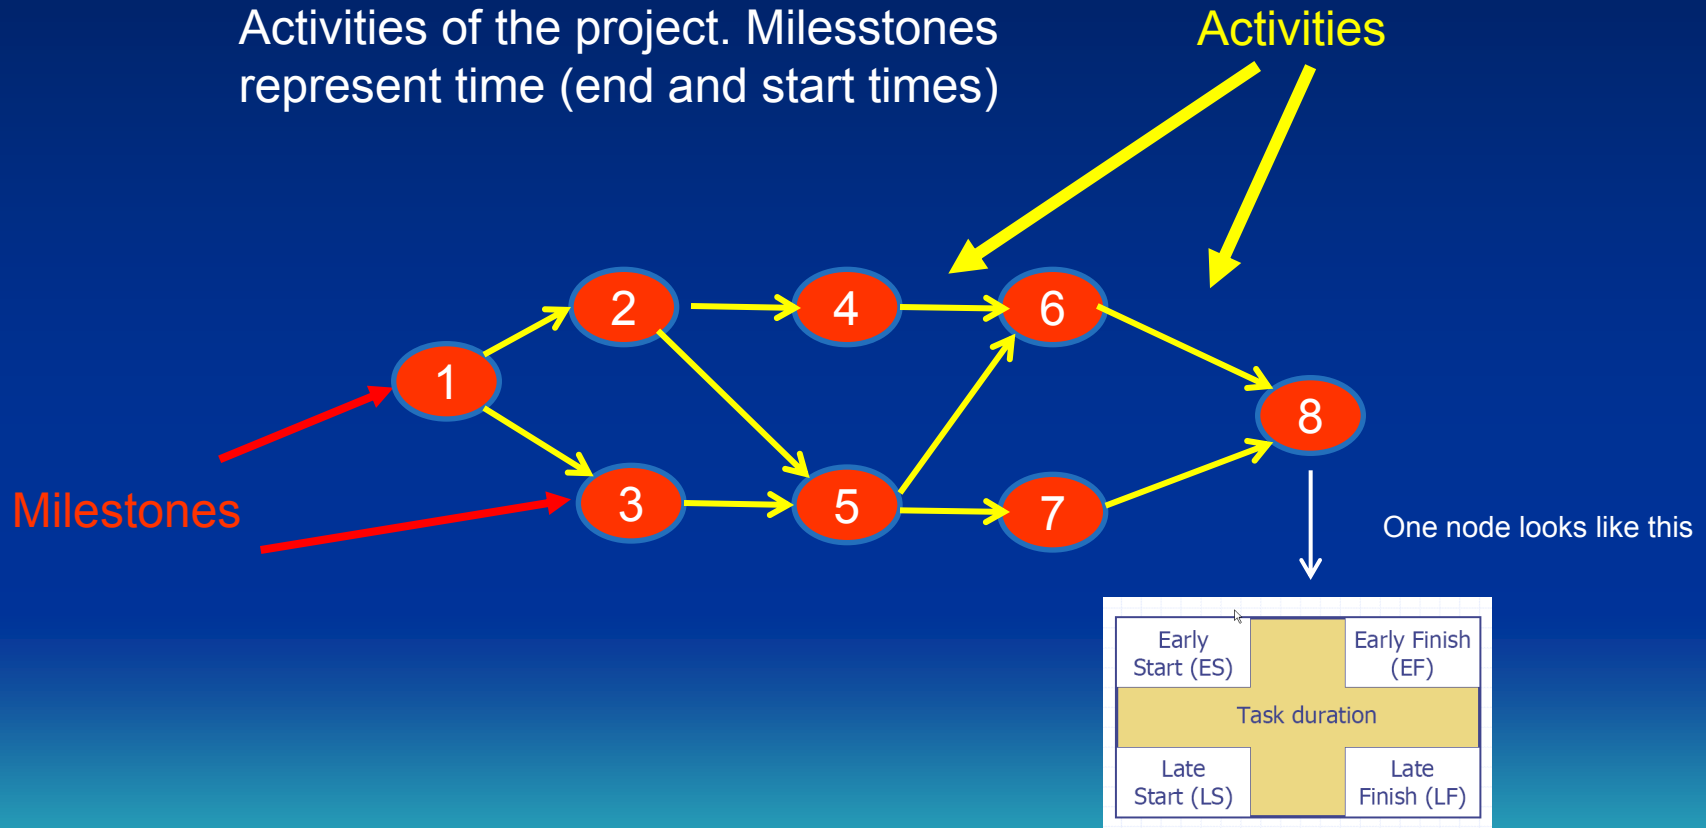 Activities of the project. Milesstones
represent time (end and start times)
Activities
2
4
6
1
8
3
5
7
Milestones
One node looks like this
Early
Start (ES)
Early Finish
(EF)
Task duration
Late
Start (LS)
Late
Finish (LF)